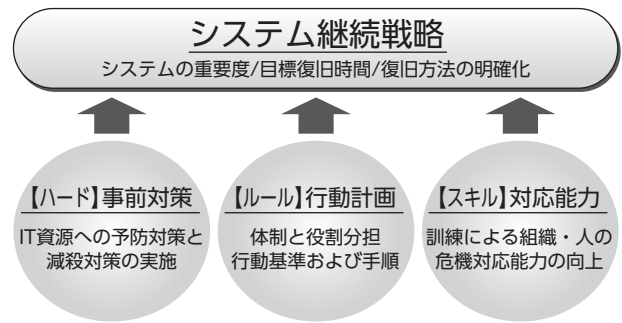 システム継続戦略
システムの重要度/目標復旧時間/復旧方法の明確化
【ハード】事前対策
IT資源への予防対策と
減殺対策の実施
【ルール】行動計画
体制と役割分担
行動基準および手順
【スキル】対応能力
訓練による組織・人の
危機対応能力の向上